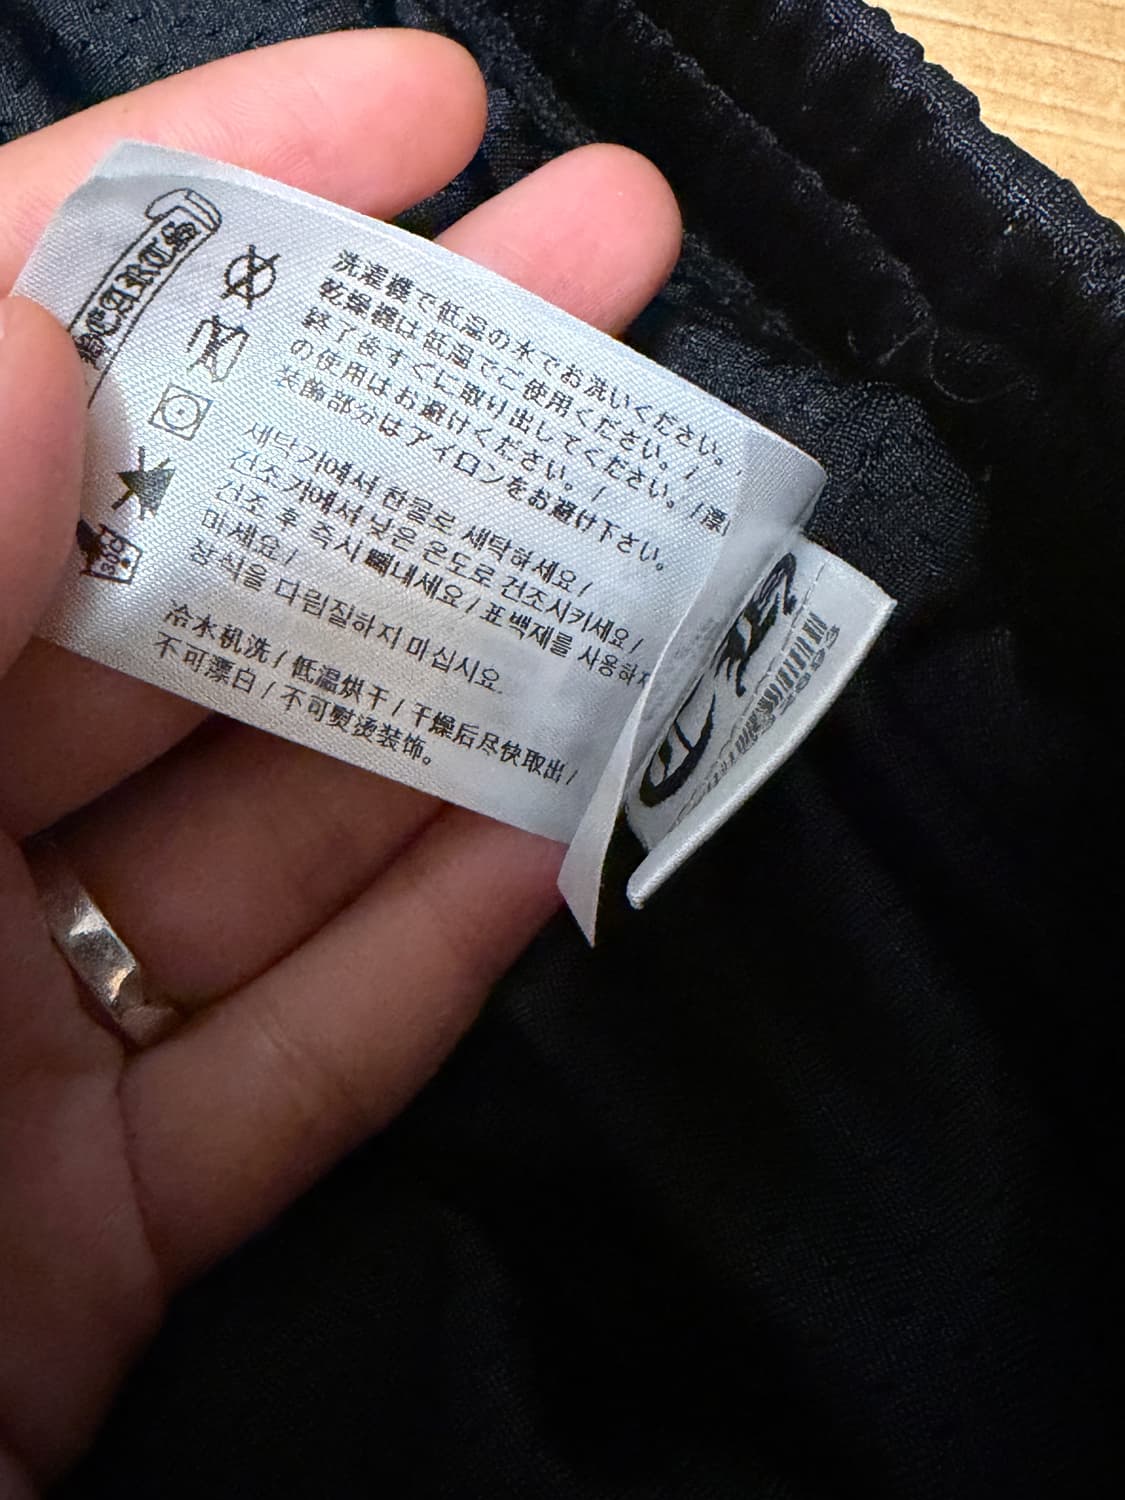 洗濯機で低温の水でお洗いください。
乾燥機は低温でご使用ください。/
終了後すぐに取り出してください。/漂
の使用はお避けください。/
装飾部分はアイロンをお避け下さい。
세탁기에서 찬물로 세탁하세요/
건조기에서 낮은 온도로 건조시키세요/
건조 후 즉시 빼내세요/표백제를 사용하지
마세요/
장식을 다림질하지 마십시요.
冷水机洗/低温烘干/干燥后尽快取出/
不可漂白/不可熨烫装饰。